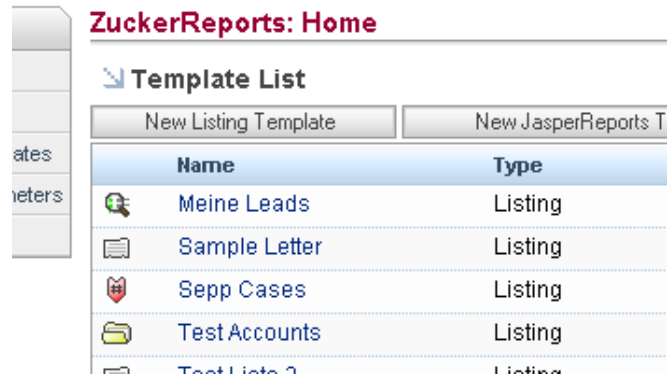 ZuckerReports: Home
Template List
New Listing Template
New JasperReports
ates
Name
Type
neters
Meine Leads
Listing
Sample Letter
Listing
Sepp Cases
Listing
Test Accounts
Listing
Listing